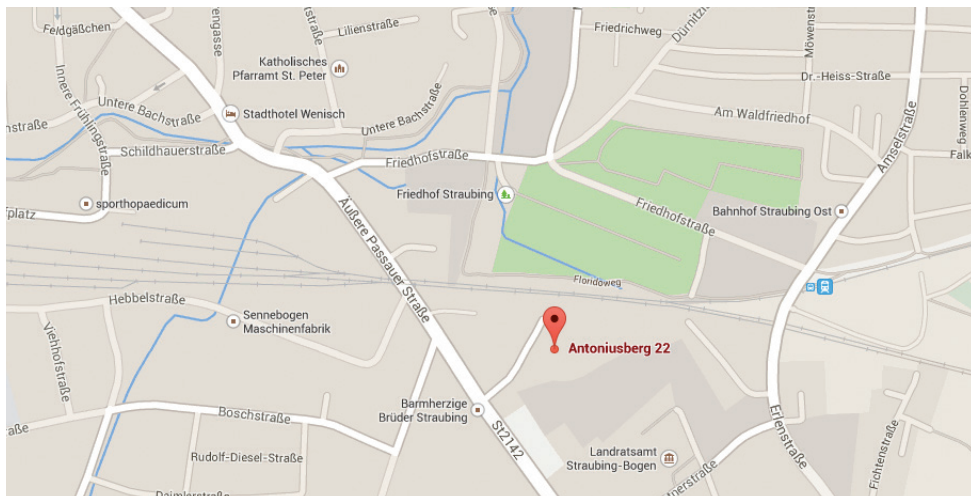 Feldgäßchen
Lilienstraße
Friedrichweg
Katholisches
Pfarramt St. Peter
Dr.-Heiss-Straße
Innere Frühlingstraße
Untere Bachstraße
Stadthotel Wenisch
Untere Bachstraße
Am Waldfriedhof
Amselstraße
Dohlenweg
Schildhauerstraße
Friedhofstraße
Friedhof Straubing
sporthopaedicum
Friedhofstraße
Bahnhof Straubing Ost
Äußere Passauer Straße
Hebbelstraße
Sennebogen
Maschinenfabrik
Viehhofstraße
Antoniusberg 22
Barmherzige
Brüder Straubing
Boschstraße
St2142
Erlenstraße
Fichtenstraße
Rudolf-Diesel-Straße
Landratsamt
Straubing-Bogen